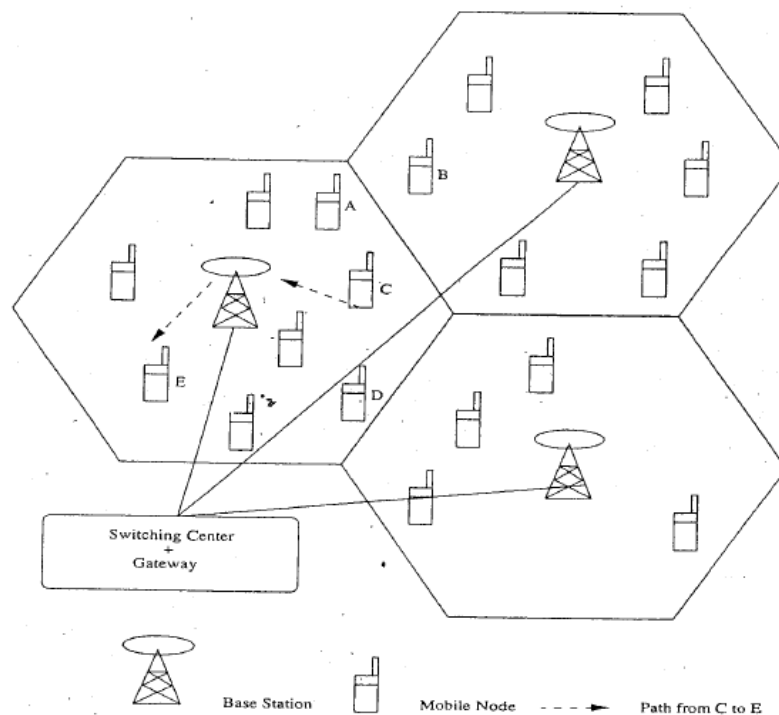 B
A
C
E
D
Switching Center
+
Gateway
Base Station
Mobile Node
Path from C to E